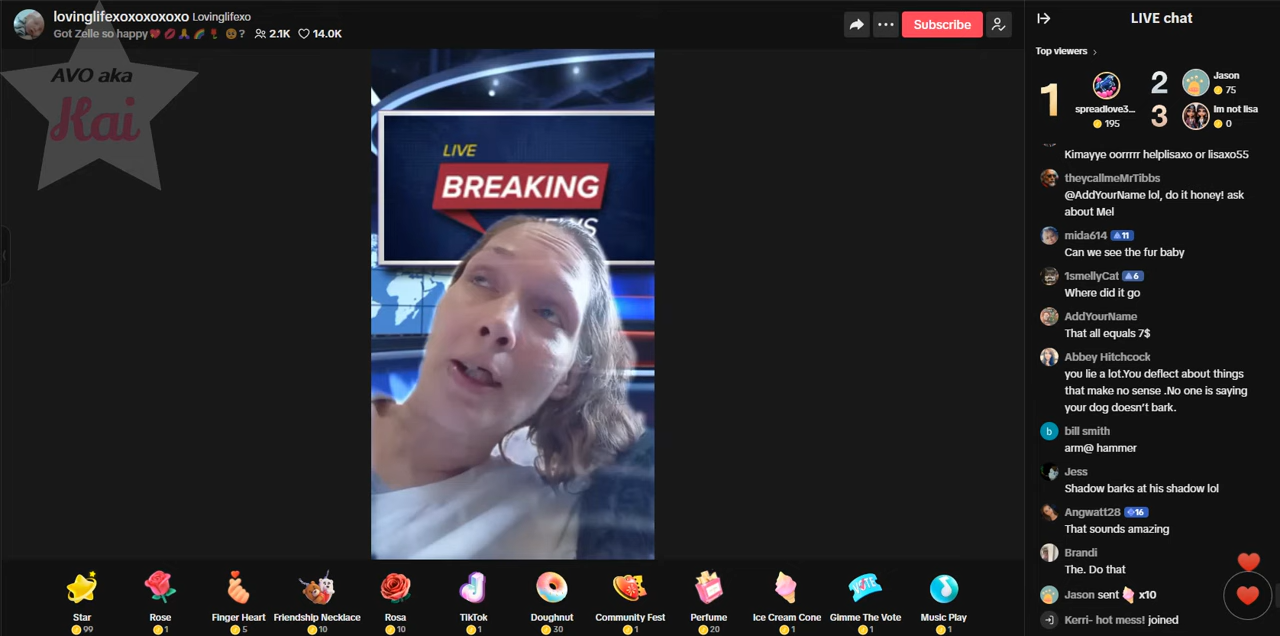 lovinglifexoxoxoxoxo Lovinglifexo
Got Zelle so happy💋👠🌈🌹😡? 2.1K 14.0K
Subscribe
AVO aka
Kai
LIVE
BREAKING
NEWS
LIVE chat
Top viewers
1 spreadlove3... 195
2 Jason 75
3 Im not lisa 0
Kimayye oorrrrr helplisaxo or lisaxo55
theycallmeMrTibbs
@AddYourName lol, do it honey! ask
about Mel
mida614 11
Can we see the fur baby
1smellyCat 6
Where did it go
AddYourName
That all equals 7$
Abbey Hitchcock
you lie a lot.You deflect about things
that make no sense .No one is saying
your dog doesn't bark.
b bill smith
arm@ hammer
Jess
Shadow barks at his shadow lol
Angwatt28 16
That sounds amazing
Brandi
The. Do that
Jason sent x10
Kerri- hot mess! joined
Star Rose Finger Heart Friendship Necklace Rosa TikTok Doughnut Community Fest Perfume Ice Cream Cone Gimme The Vote Music Play
99 1 5 10 10 1 30 1 20 1 1 1